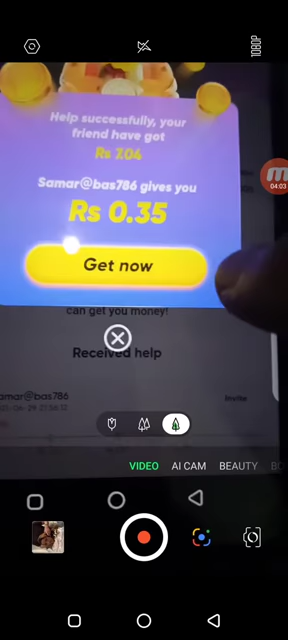 1080P
Help successfully, your
friend have got
Rs 7.04
Samar@bas786 gives you
Rs 0.35
04:03
Get now
can get you money!
Received help
amar@bas786
Invite
VIDEO AI CAM BEAUTY